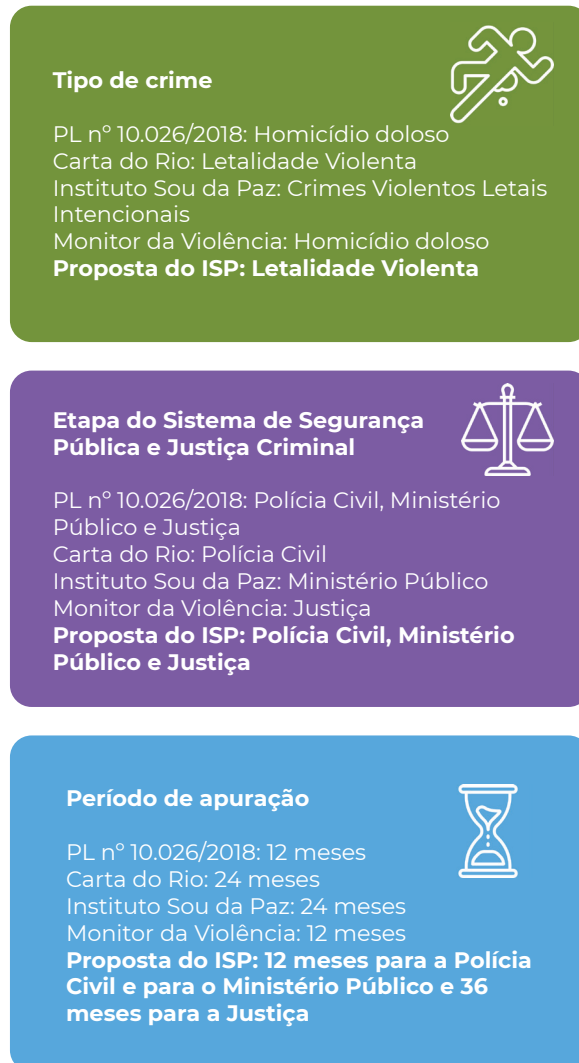 Tipo de crime
PL nº 10.026/2018: Homicídio doloso
Carta do Rio: Letalidade Violenta
Instituto Sou da Paz: Crimes Violentos Letais
Intencionais
Monitor da Violência: Homicídio doloso
Proposta do ISP: Letalidade Violenta
Etapa do Sistema de Segurança
Pública e Justiça Criminal
PL nº 10.026/2018: Polícia Civil, Ministério
Público e Justiça
Carta do Rio: Polícia Civil
Instituto Sou da Paz: Ministério Público
Monitor da Violência: Justiça
Proposta do ISP: Polícia Civil, Ministério
Público e Justiça
Período de apuração
PL nº 10.026/2018: 12 meses
Carta do Rio: 24 meses
Instituto Sou da Paz: 24 meses
Monitor da Violência: 12 meses
Proposta do ISP: 12 meses para a Polícia
Civil e para o Ministério Público e 36
meses para a Justiça